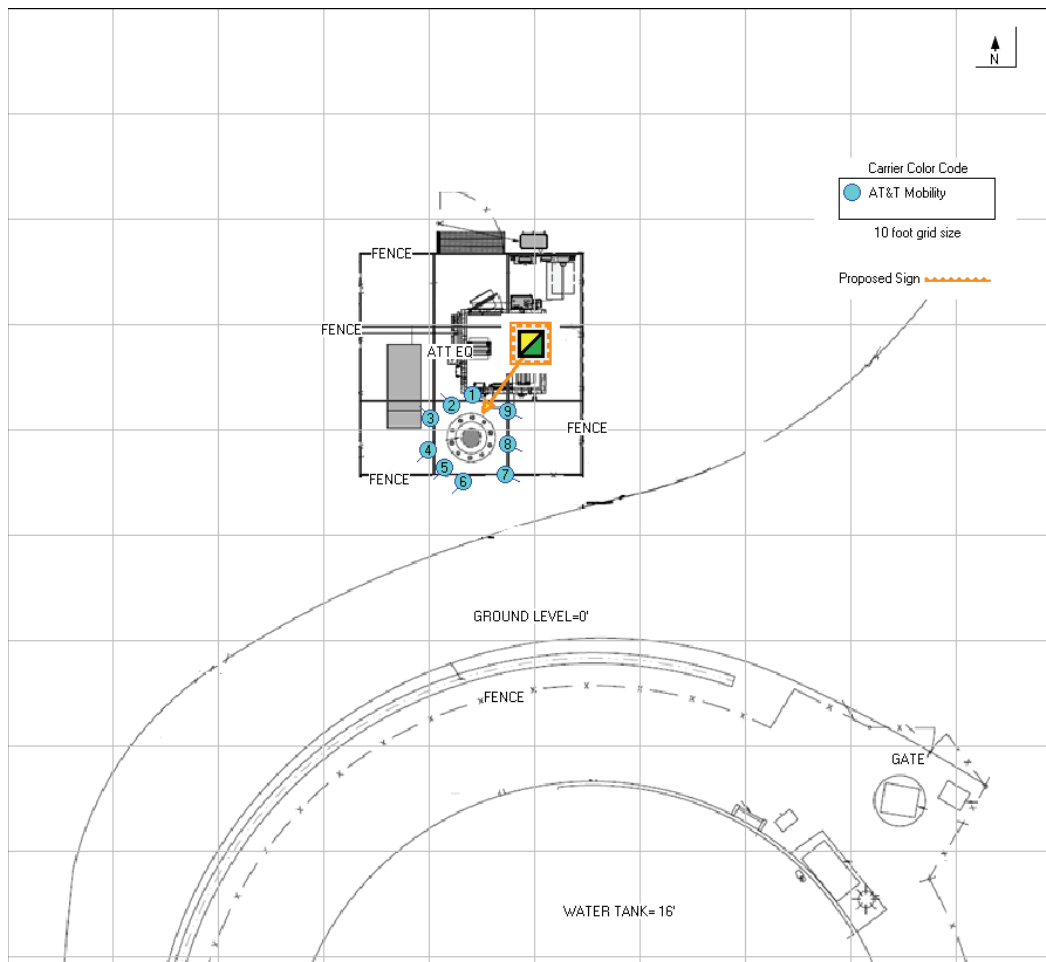 N
Carrier Color Code
AT&T Mobility
10 foot grid size
Proposed Sign
FENCE
FENCE
ATT EQ
1
2
9
3
FENCE
8
4
5
7
FENCE
6
GROUND LEVEL=0'
FENCE
GATE
WATER TANK= 16'